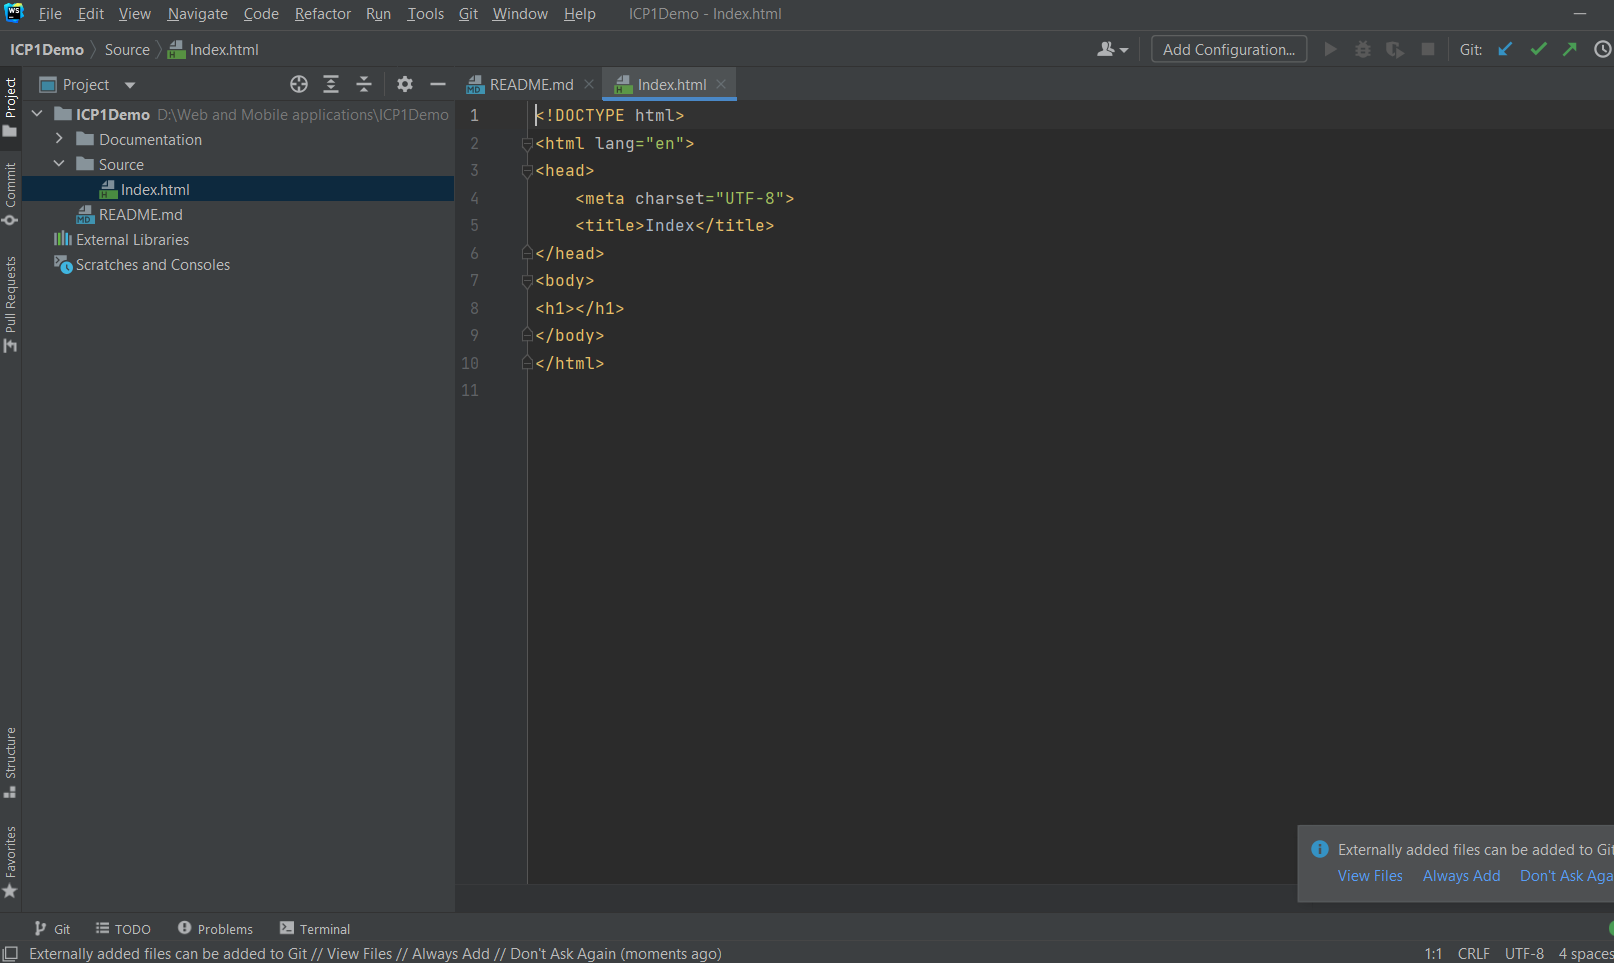 WS File Edit View Navigate Code Refactor Run Tools Git Window Help ICP1Demo - Index.html
ICP1Demo Source Index.html Add Configuration... Git:
Project README.md Index.html
Project
Commit
Pull Requests
Structure
Favorites
ICP1Demo D:\Web and Mobile applications\ICP1Demo
Documentation
Source
Index.html
README.md
External Libraries
Scratches and Consoles
1 <!DOCTYPE html>
2 <html lang="en">
3 <head>
4 <meta charset="UTF-8">
5 <title>Index</title>
6 </head>
7 <body>
8 <h1></h1>
9 </body>
10 </html>
11
Externally added files can be added to Git
View Files Always Add Don't Ask Aga
Git TODO Problems Terminal
Externally added files can be added to Git // View Files // Always Add // Don't Ask Again (moments ago) 1:1 CRLF UTF-8 4 spaces